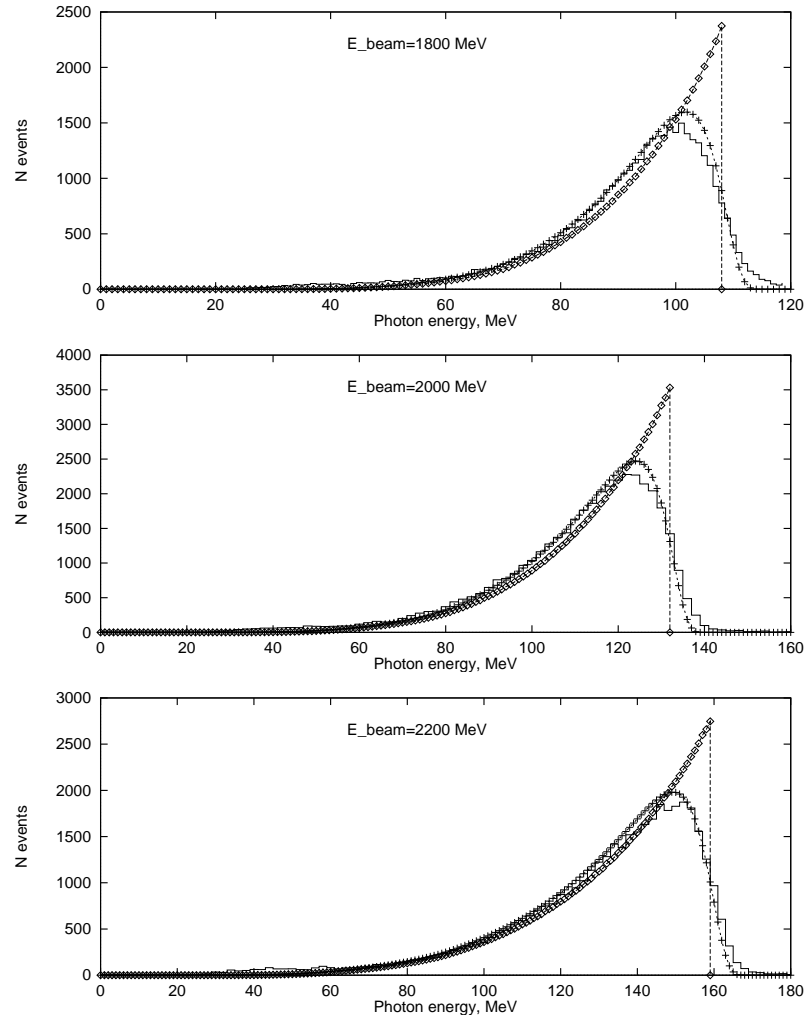 2500
2000
1500
1000
500
0
0 20 40 60 80 100 120
N events
Photon energy, MeV
E_beam=1800 MeV
4000
3500
3000
2500
2000
1500
1000
500
0
0 20 40 60 80 100 120 140 160
N events
Photon energy, MeV
E_beam=2000 MeV
3000
2500
2000
1500
1000
500
0
0 20 40 60 80 100 120 140 160 180
N events
Photon energy, MeV
E_beam=2200 MeV